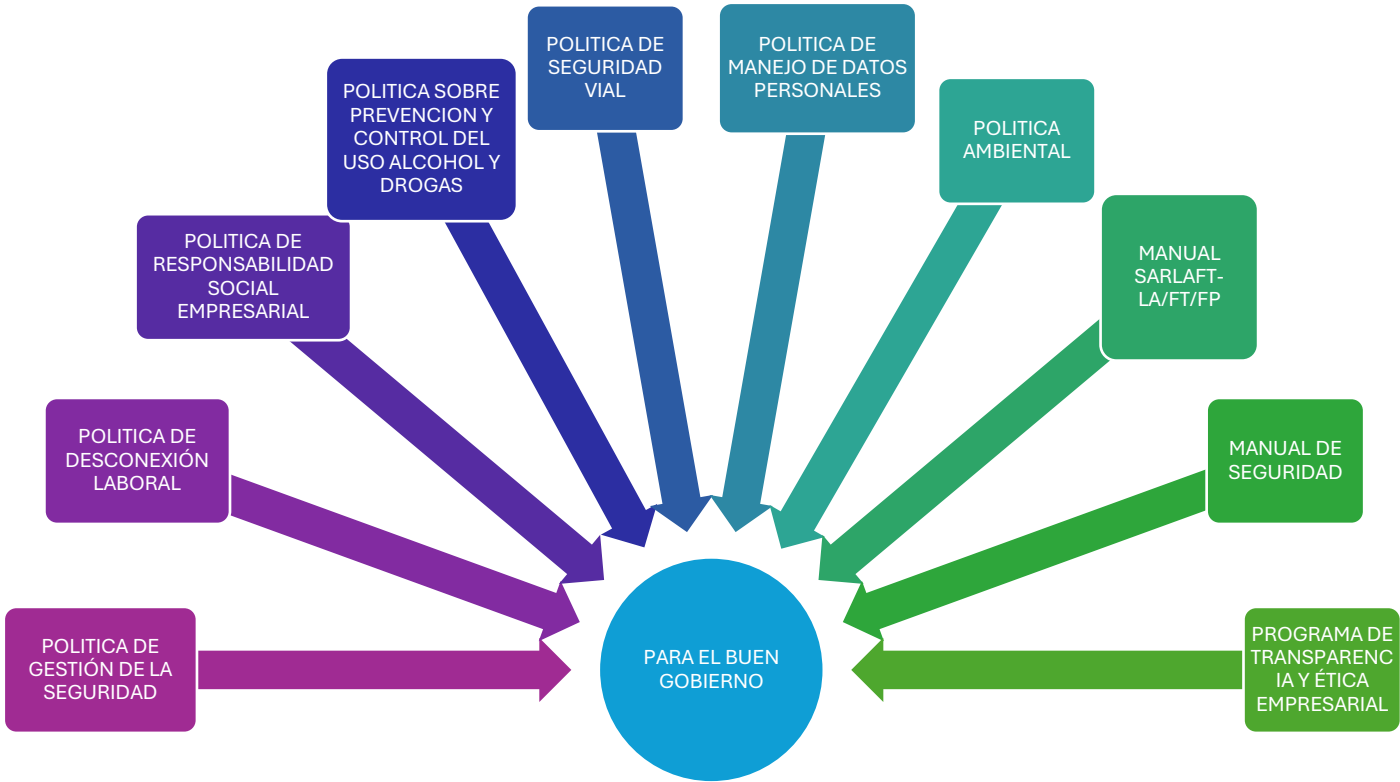 POLITICA DE
GESTIÓN DE LA
SEGURIDAD
POLITICA DE
DESCONEXIÓN
LABORAL
POLITICA DE
RESPONSABILIDAD
SOCIAL
EMPRESARIAL
POLITICA SOBRE
PREVENCION Y
CONTROL DEL
USO ALCOHOL Y
DROGAS
POLITICA DE
SEGURIDAD
VIAL
POLITICA DE
MANEJO DE DATOS
PERSONALES
POLITICA
AMBIENTAL
MANUAL
SARLAFT-
LA/FT/FP
MANUAL DE
SEGURIDAD
PROGRAMA DE
TRANSPARENC
IA Y ÉTICA
EMPRESARIAL
PARA EL BUEN
GOBIERNO